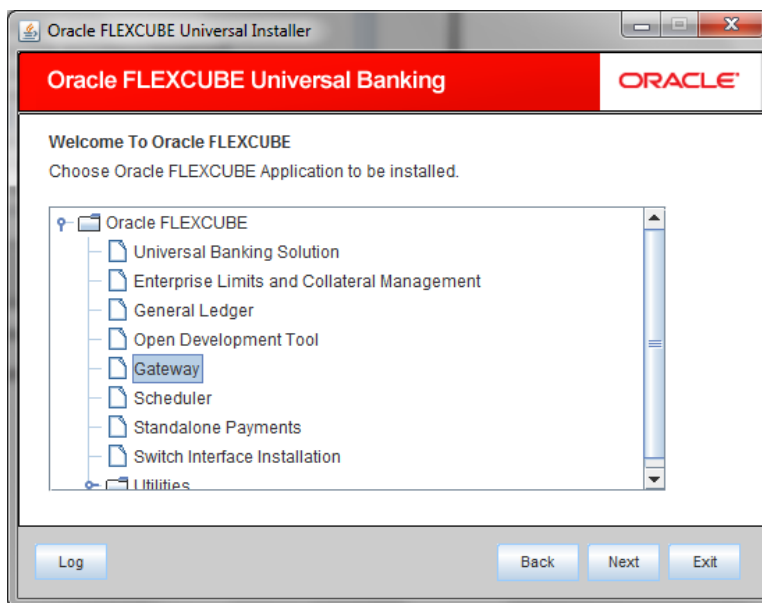 Oracle FLEXCUBE Universal Installer
Oracle FLEXCUBE Universal Banking
ORACLE
Welcome To Oracle FLEXCUBE
Choose Oracle FLEXCUBE Application to be installed.
Oracle FLEXCUBE
Universal Banking Solution
Enterprise Limits and Collateral Management
General Ledger
Open Development Tool
Gateway
Scheduler
Standalone Payments
Switch Interface Installation
Utilities
Log Back Next Exit